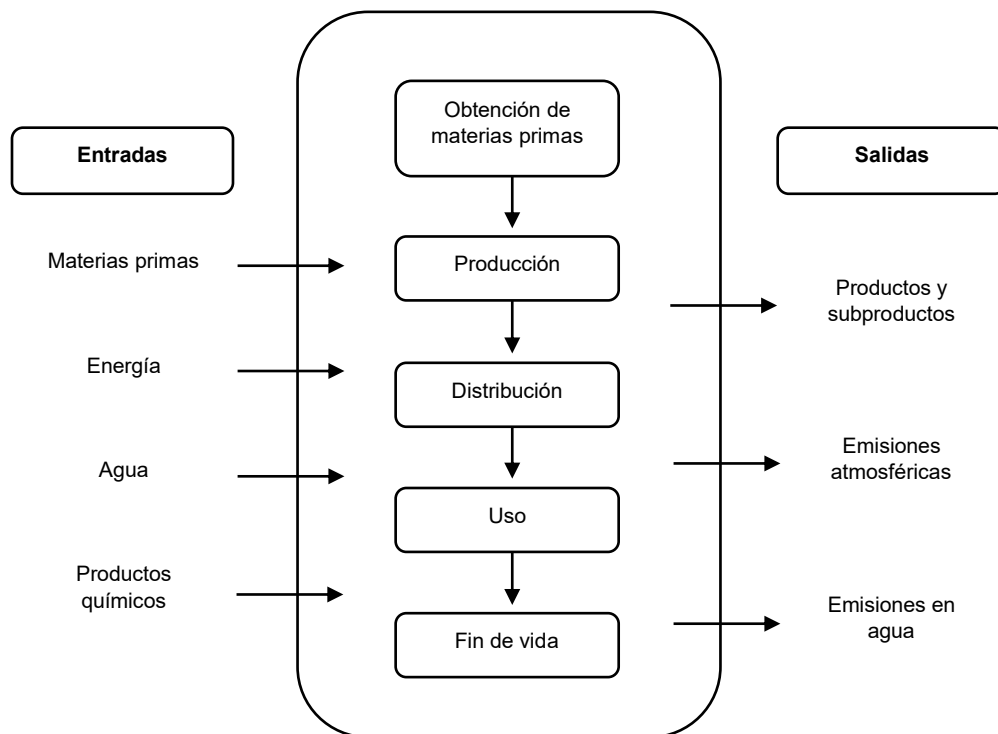 Obtención de
materias primas
Entradas
Salidas
Materias primas
Producción
Productos y
subproductos
Energía
Distribución
Agua
Emisiones
atmosféricas
Uso
Productos
químicos
Emisiones en
agua
Fin de vida